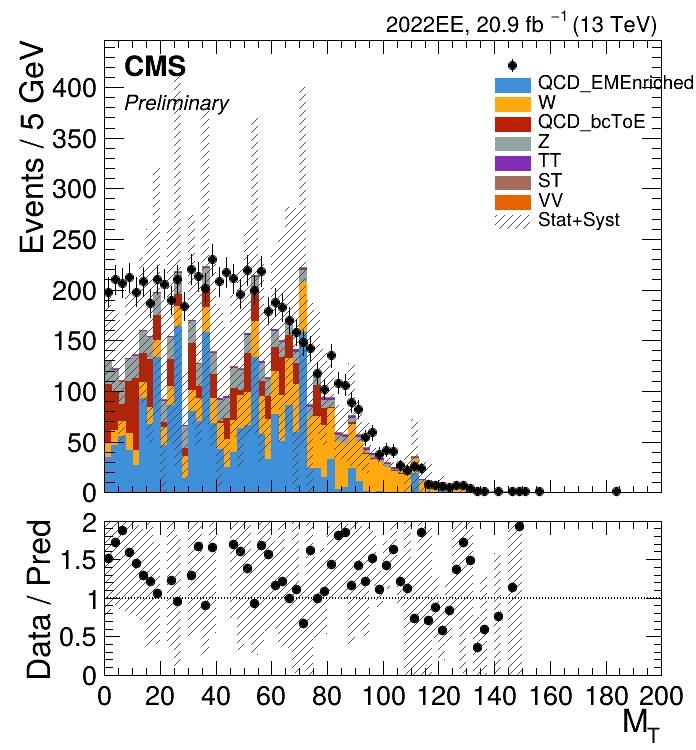 2022EE, 20.9 fb⁻¹ (13 TeV)
CMS
Preliminary
QCD_EMEnriched
W
QCD_bcToE
Z
TT
ST
VV
Stat+Syst
Events / 5 GeV
400
350
300
250
200
150
100
50
0
Data / Pred
2
1.5
1
0.5
0
0 20 40 60 80 100 120 140 160 180 200
M_T